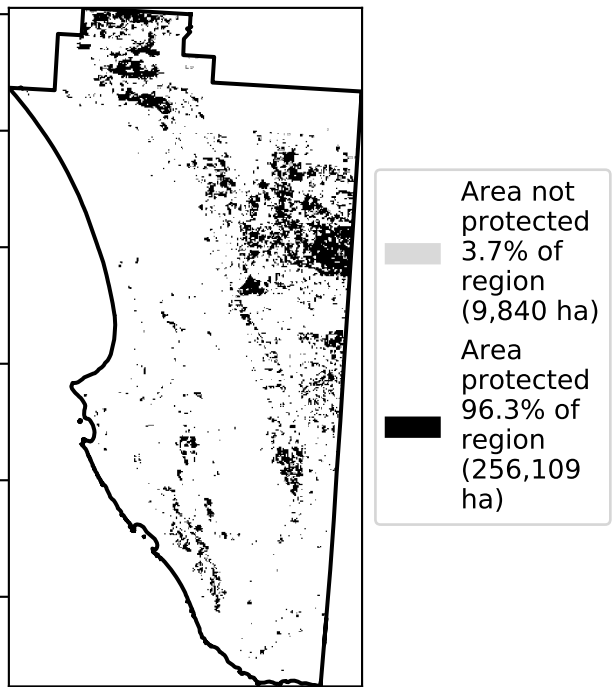 Area not
protected
3.7% of
region
(9,840 ha)
Area
protected
96.3% of
region
(256,109
ha)